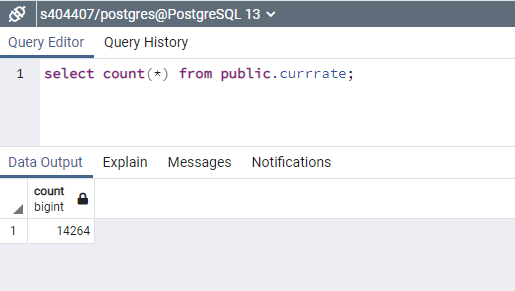 s404407/postgres@PostgreSQL 13
Query Editor Query History
1 select count(*) from public.currrate;
Data Output Explain Messages Notifications
count
bigint
1 14264